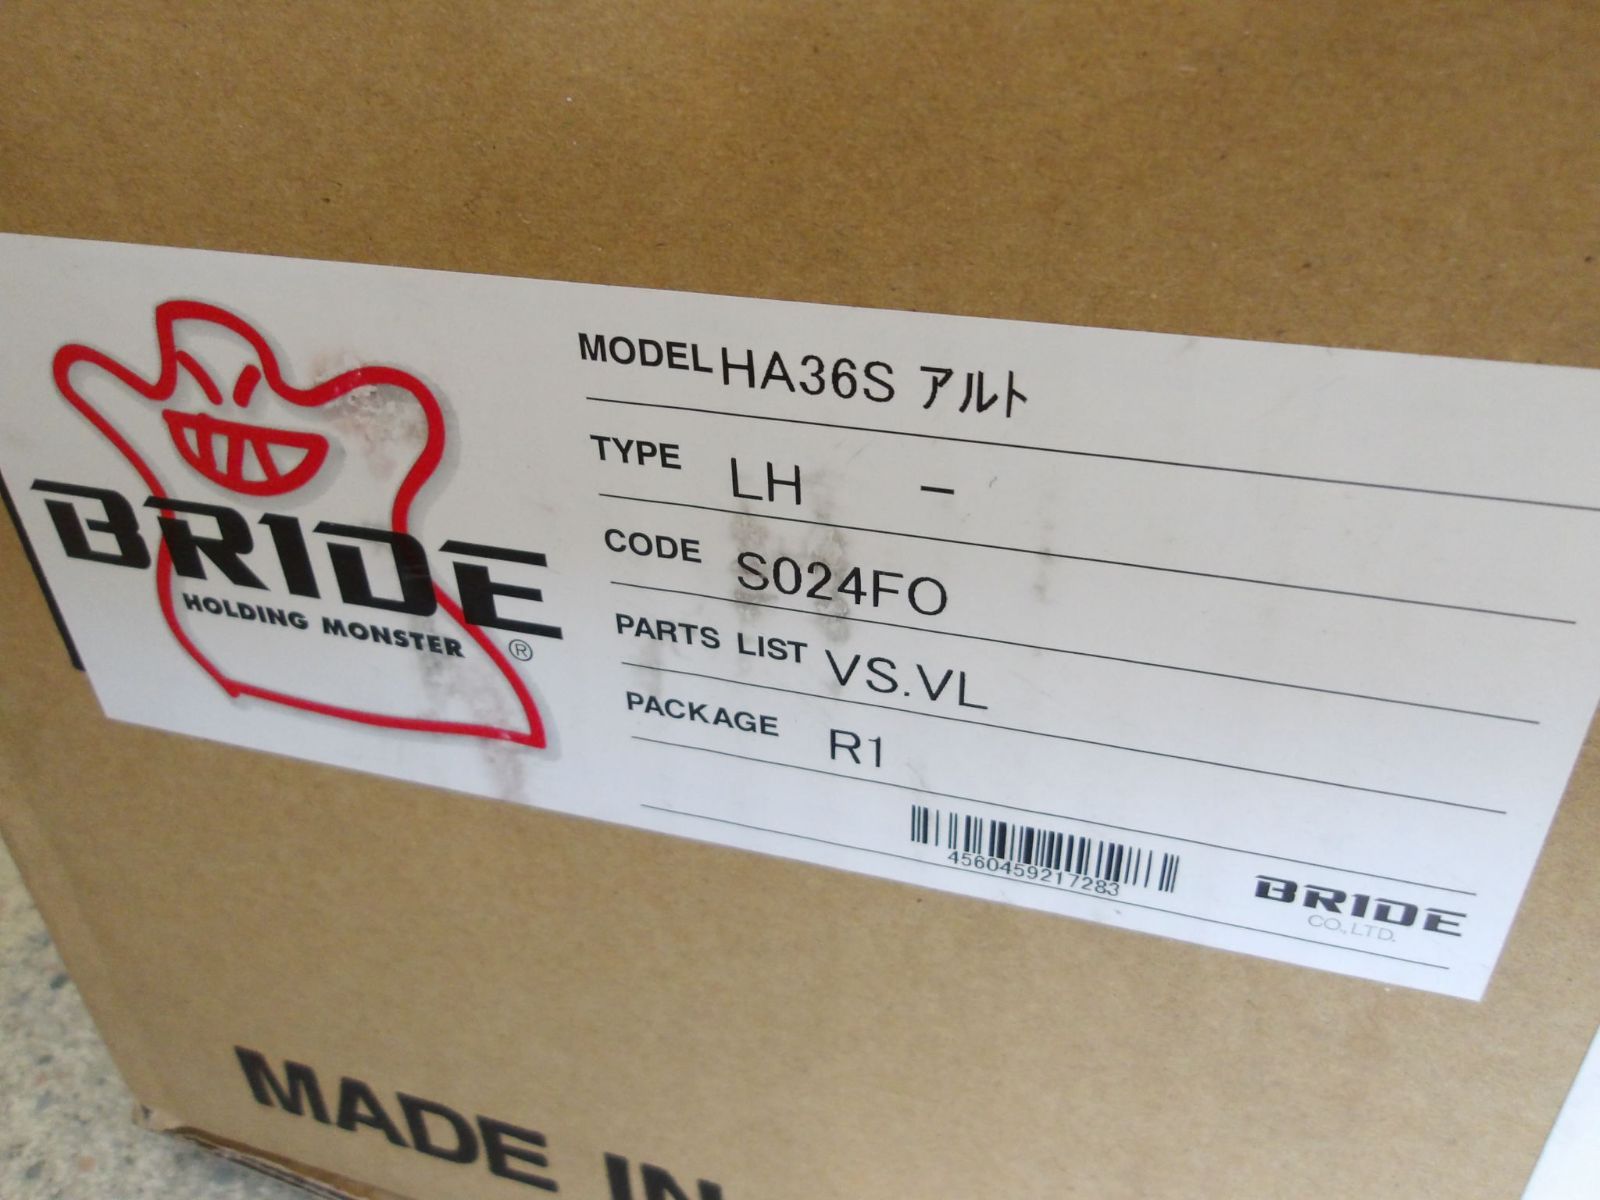 BRIDE
HOLDING MONSTER
®
MODEL HA36S アルト
TYPE LH -
CODE S024FO
PARTS LIST VS.VL
PACKAGE R1
4560459217283
BRIDE
CO.,LTD.
MADE IN